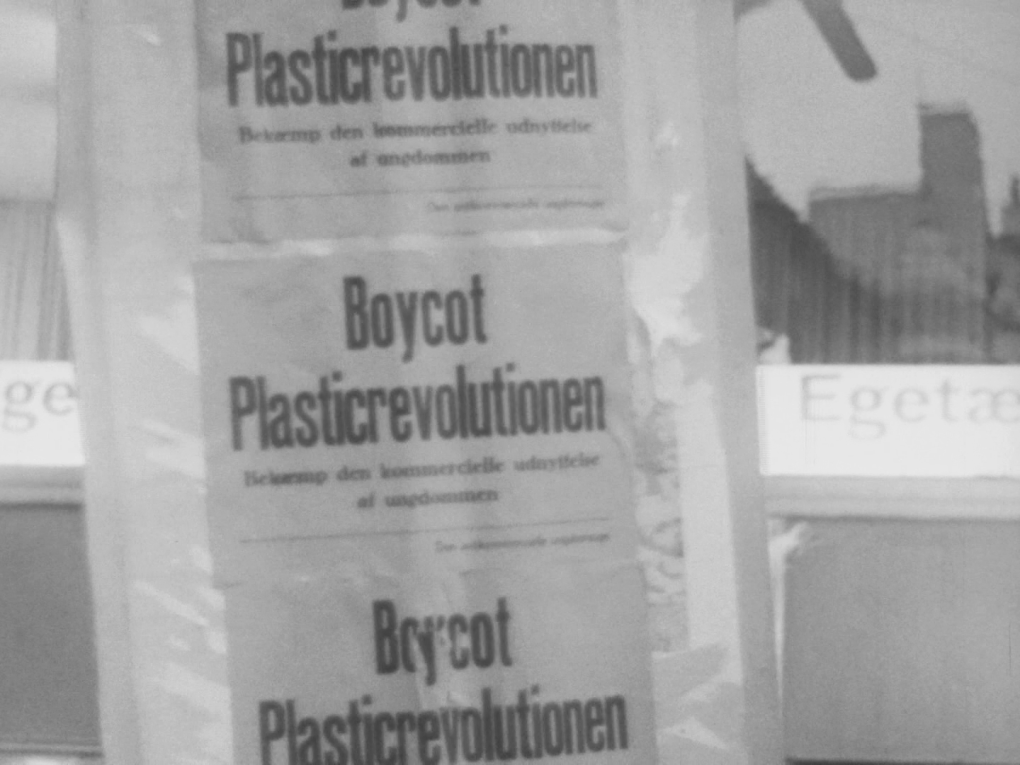 Boycot
Plasticrevolutionen
Bekæmp den kommercielle udnyttelse
af ungdommen
Boycot
Plasticrevolutionen
Bekæmp den kommercielle udnyttelse
af ungdommen
Boycot
Plasticrevolutionen
ge
Egetæ